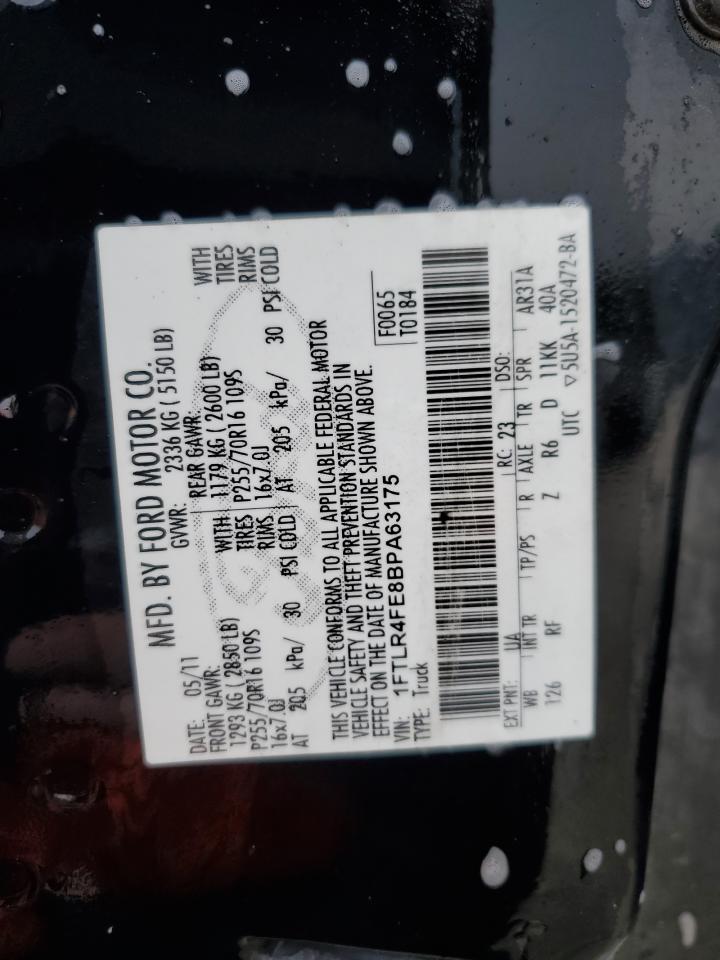 MFD. BY FORD MOTOR CO.
DATE: 05/11 GVWR: 2336 KG ( 5150 LB)
FRONT GAWR: REAR GAWR:
1293 KG ( 2850 LB) WITH 1179 KG ( 2600 LB) WITH
P255/70R16 109S TIRES P255/70R16 109S TIRES
16x7.0J RIMS 16x7.0J RIMS
AT 205 kPa/ 30 PSI COLD AT 205 kPa/ 30 PSI COLD
THIS VEHICLE CONFORMS TO ALL APPLICABLE FEDERAL MOTOR
VEHICLE SAFETY AND THEFT PREVENTION STANDARDS IN
EFFECT ON THE DATE OF MANUFACTURE SHOWN ABOVE.
VIN: 1FTLR4FE8BPA63175 F0065
TYPE: Truck T0184
EXT PNT: UA RC: 23 DSO:
WB INT TR TP/PS R AXLE TR SPR AR31A
126 RF Z R6 D 11KK 40A
UTC ▽5U5A-1520472-BA